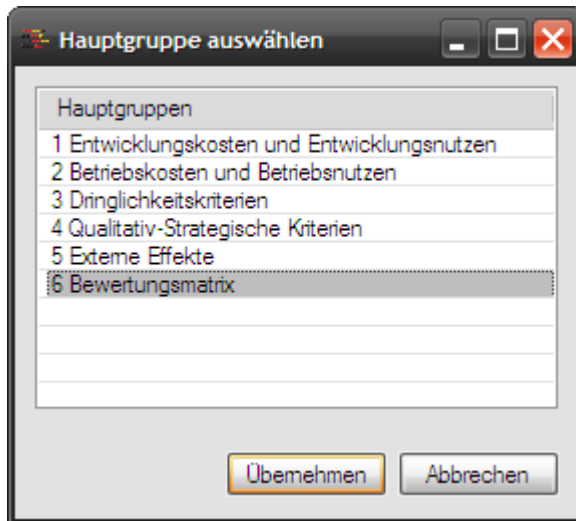 Hauptgruppe auswählen
Hauptgruppen
1 Entwicklungskosten und Entwicklungsnutzen
2 Betriebskosten und Betriebsnutzen
3 Dringlichkeitskriterien
4 Qualitativ-Strategische Kriterien
5 Externe Effekte
6 Bewertungsmatrix
Übernehmen Abbrechen